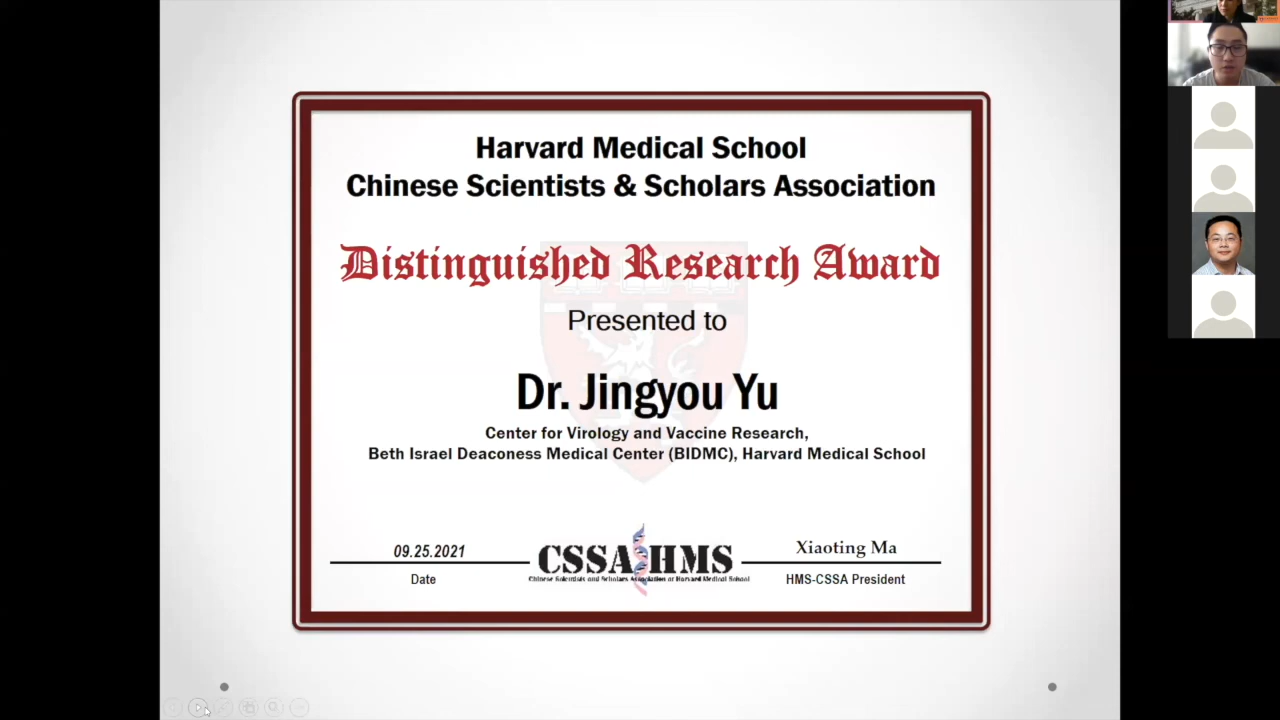 Harvard Medical School
Chinese Scientists & Scholars Association
Distinguished Research Award
Presented to
Dr. Jingyou Yu
Center for Virology and Vaccine Research,
Beth Israel Deaconess Medical Center (BIDMC), Harvard Medical School
09.25.2021
Date
CSSA HMS
Chinese Scientists and Scholars Association at Harvard Medical School
Xiaoting Ma
HMS-CSSA President